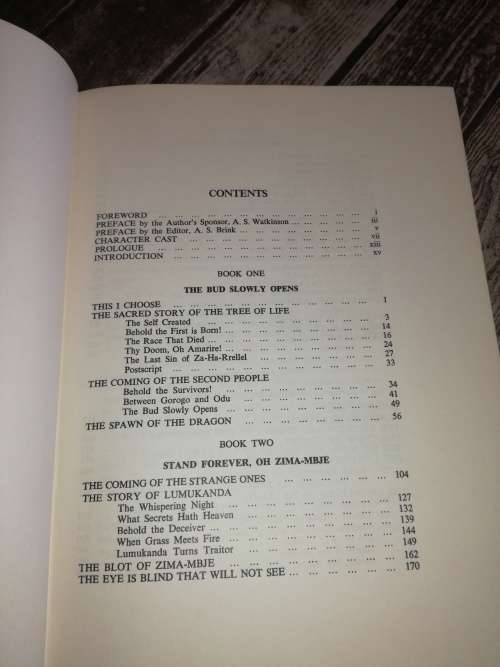 CONTENTS
FOREWORD ... ... ... ... ... ... ... ... ... ... ... ... i
PREFACE by the Author's Sponsor, A. S. Watkinson ... ... ... ... iii
PREFACE by the Editor, A. S. Brink ... ... ... ... ... ... v
CHARACTER CAST ... ... ... ... ... ... ... ... ... ... vii
PROLOGUE ... ... ... ... ... ... ... ... ... ... ... xiii
INTRODUCTION ... ... ... ... ... ... ... ... ... ... xv
BOOK ONE
THE BUD SLOWLY OPENS
THIS I CHOOSE ... ... ... ... ... ... ... ... ... ... 1
THE SACRED STORY OF THE TREE OF LIFE
The Self Created ... ... ... ... ... ... ... ... 3
Behold the First is Born! ... ... ... ... ... ... ... 14
The Race That Died ... ... ... ... ... ... ... ... 16
Thy Doom, Oh Amarire! ... ... ... ... ... ... ... 24
The Last Sin of Za-Ha-Rrellel ... ... ... ... ... ... 27
Postscript ... ... ... ... ... ... ... ... ... 33
THE COMING OF THE SECOND PEOPLE
Behold the Survivors! ... ... ... ... ... ... ... 34
Between Gorogo and Odu ... ... ... ... ... ... ... 41
The Bud Slowly Opens ... ... ... ... ... ... ... 49
THE SPAWN OF THE DRAGON ... ... ... ... ... ... ... 56
BOOK TWO
STAND FOREVER, OH ZIMA-MBJE
THE COMING OF THE STRANGE ONES ... ... ... ... ... 104
THE STORY OF LUMUKANDA
The Whispering Night ... ... ... ... ... ... ... 127
What Secrets Hath Heaven ... ... ... ... ... ... 132
Behold the Deceiver ... ... ... ... ... ... ... 139
When Grass Meets Fire ... ... ... ... ... ... ... 144
Lumukanda Turns Traitor ... ... ... ... ... ... 149
THE BLOT OF ZIMA-MBJE ... ... ... ... ... ... ... 162
THE EYE IS BLIND THAT WILL NOT SEE ... ... ... ... ... 170